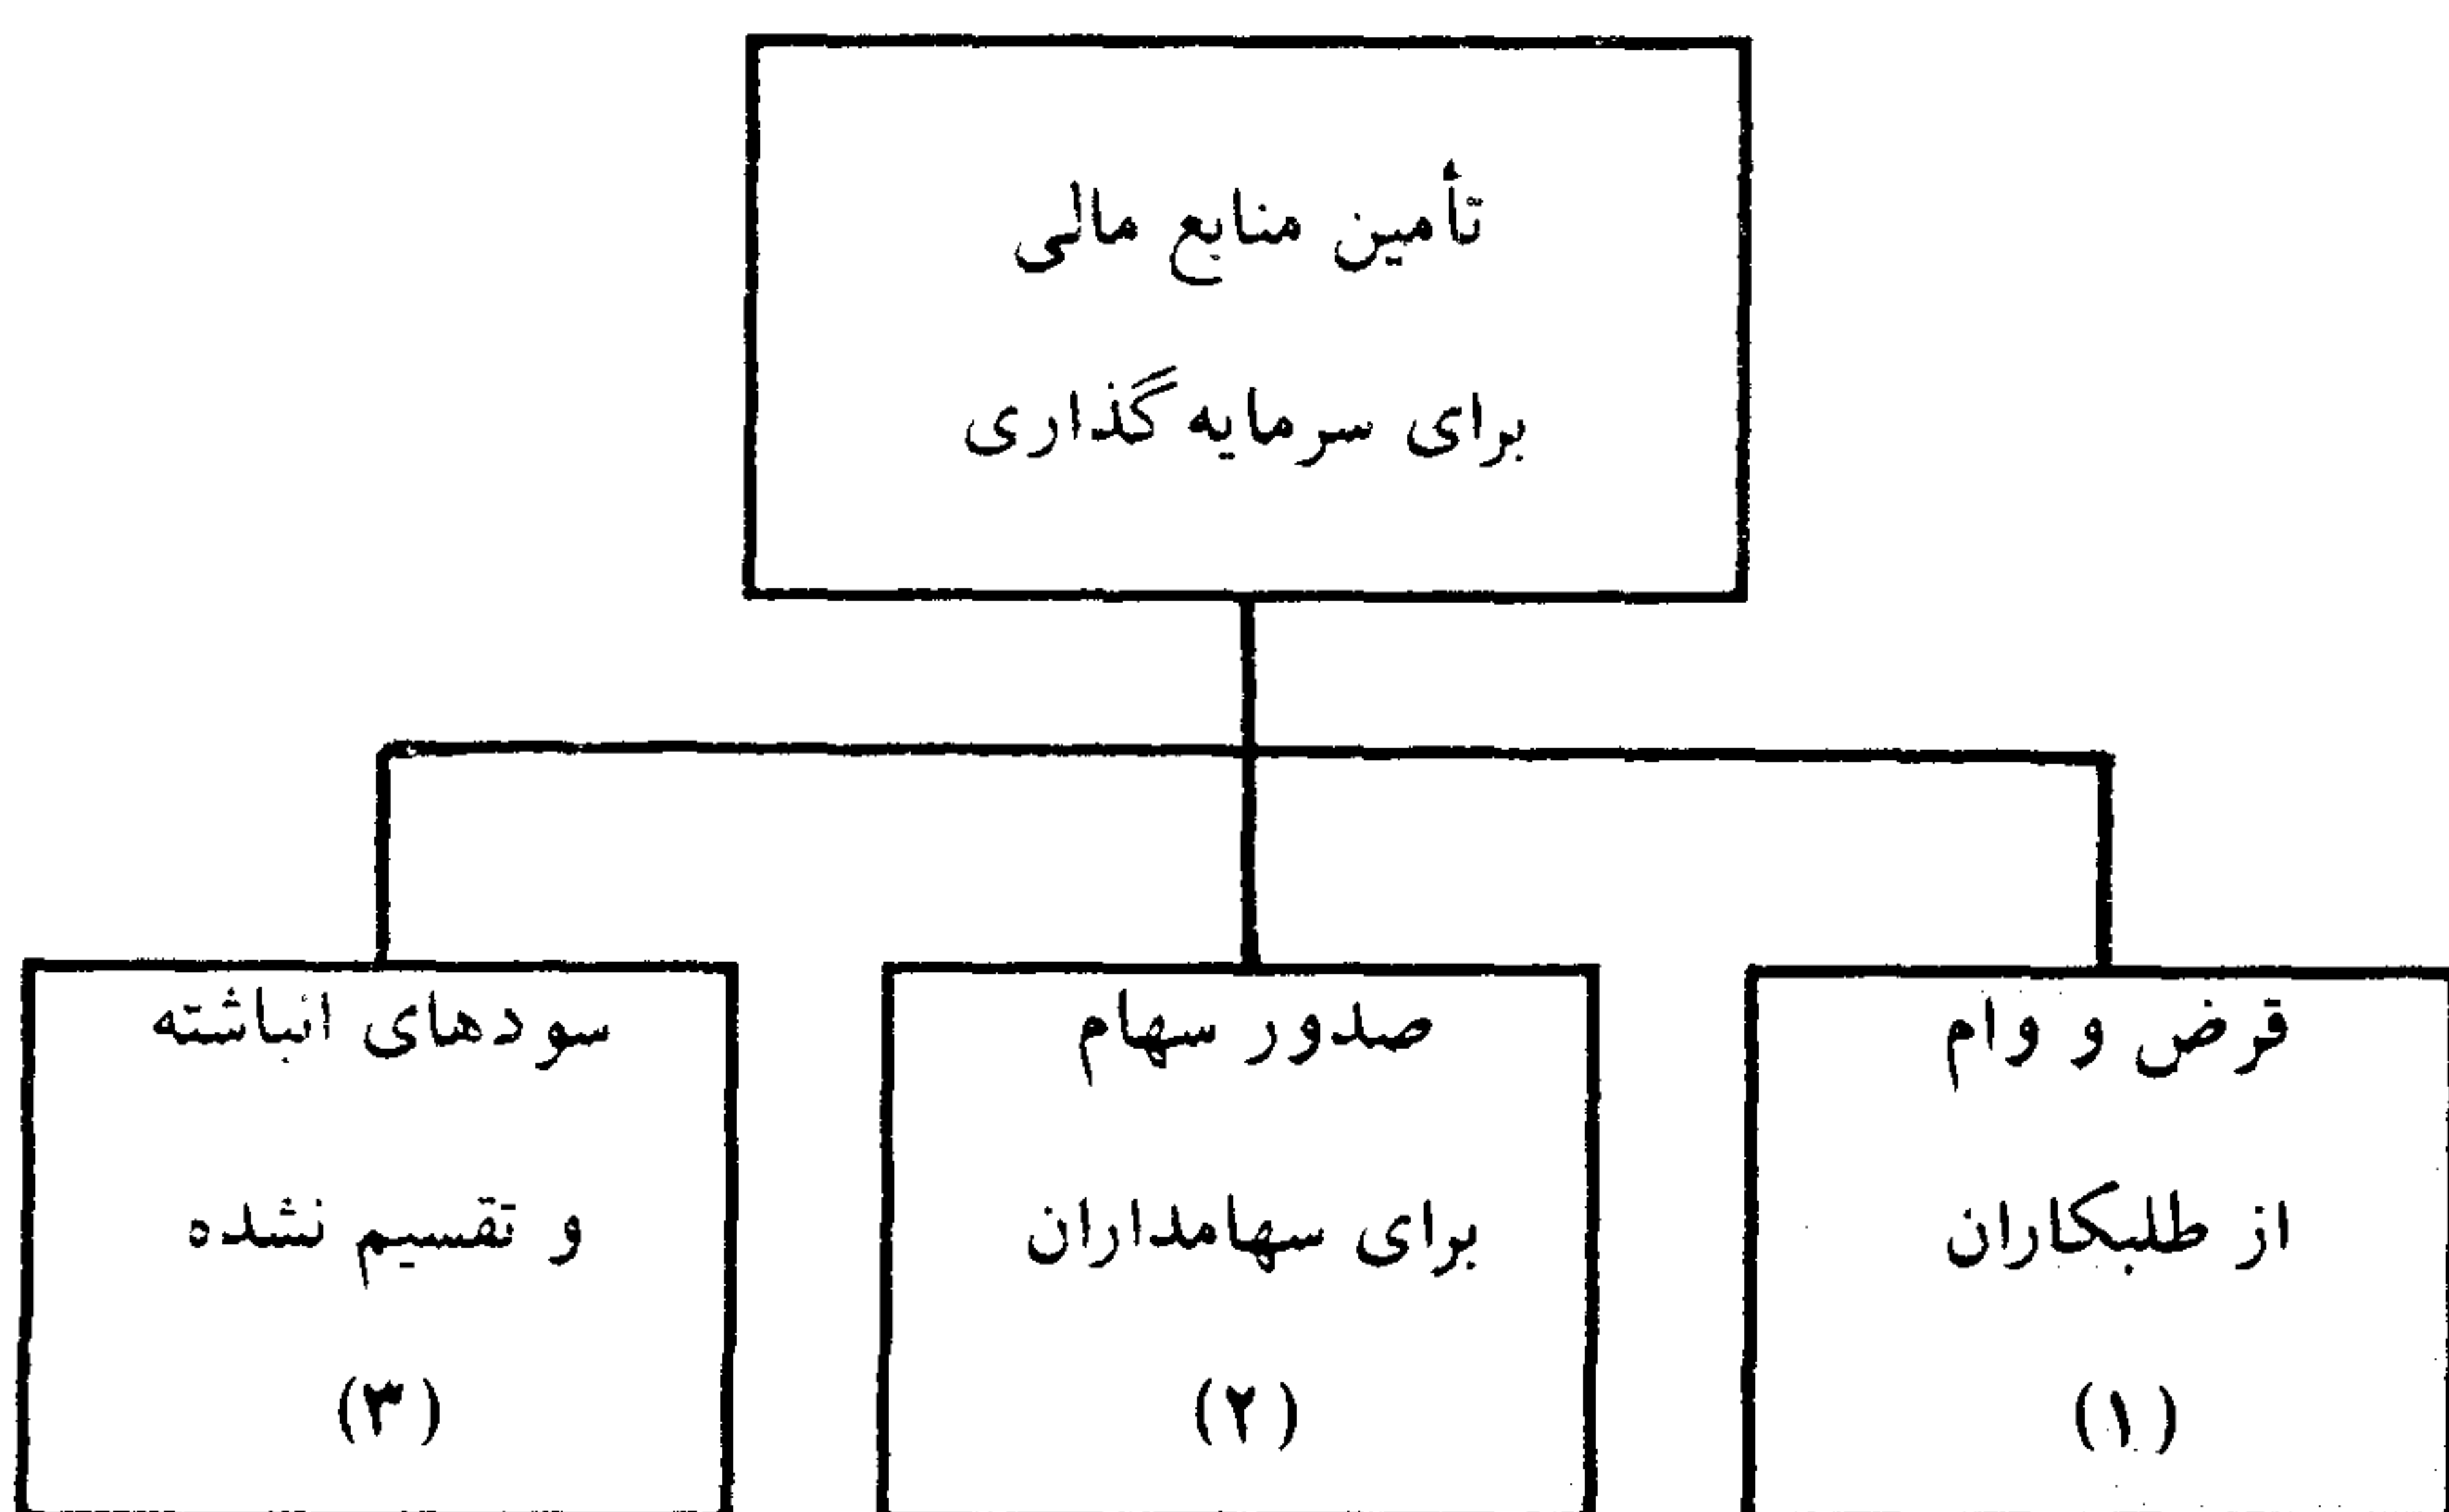 تأمین منابع مالی
برای سرمایه گذاری
قرض و وام
از طلبکاران
(۱)
صدور سهام
برای سهامداران
(۲)
سودهای انباشته
و تقسیم نشده
(۳)